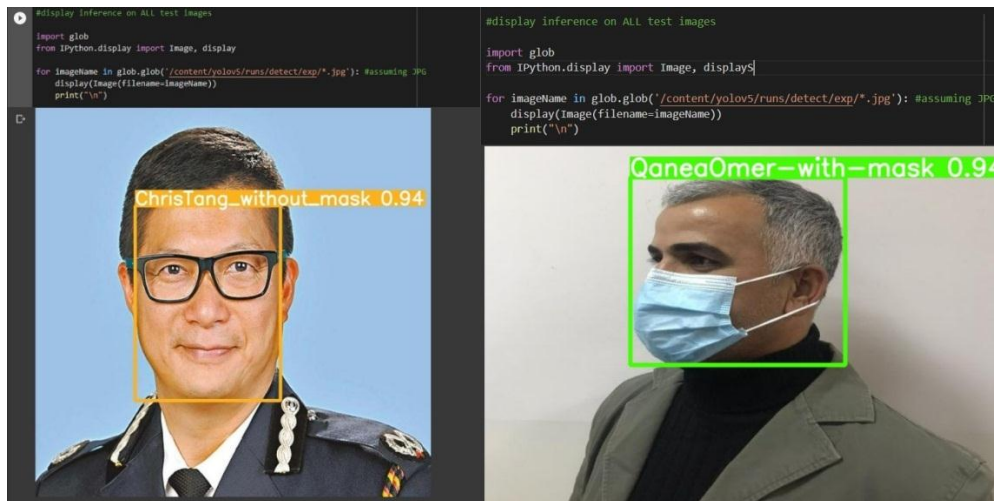 #display inference on ALL test images
import glob
from IPython.display import Image, display
for imageName in glob.glob('/content/yolov5/runs/detect/exp/*.jpg'): #assuming JPG
display(Image(filename=imageName))
print("\n")
ChrisTang_without_mask 0.94
#display inference on ALL test images
import glob
from IPython.display import Image, displayS
for imageName in glob.glob('/content/yolov5/runs/detect/exp/*.jpg'): #assuming JPG
display(Image(filename=imageName))
print("\n")
QaneaOmer-with-mask 0.94